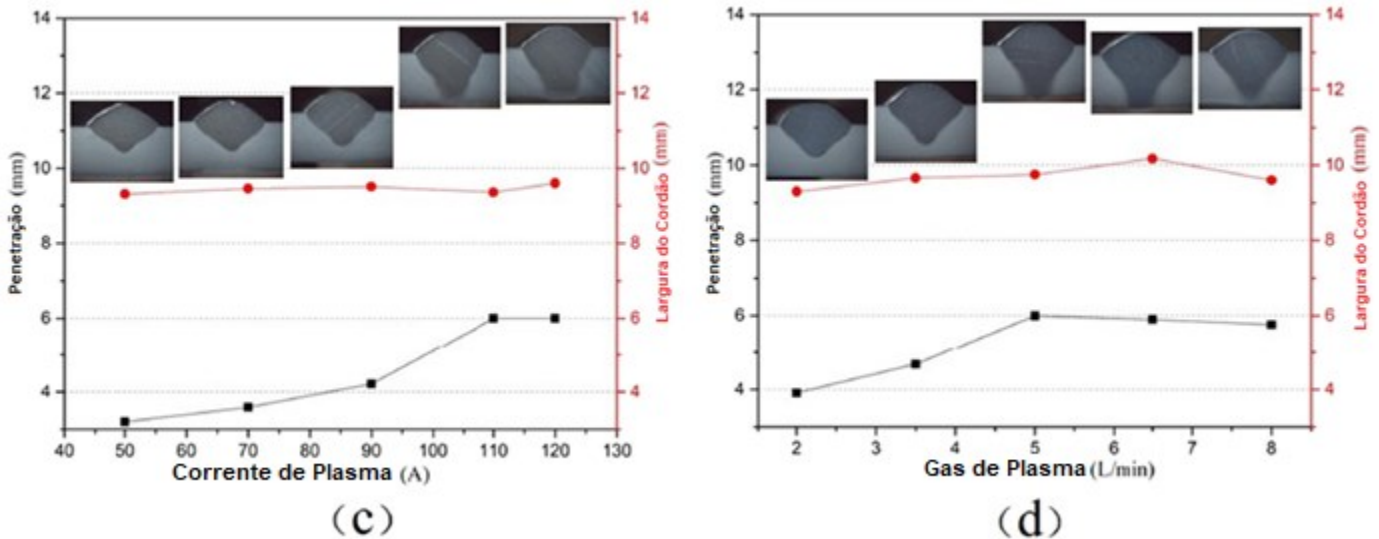 14
12
10
8
6
4
Penetração (mm)
14
12
10
8
6
4
Largura do Cordão (mm)
40 50 60 70 80 90 100 110 120 130
Corrente de Plasma (A)
(c)
14
12
10
8
6
4
Penetração (mm)
14
12
10
8
6
4
Largura do Cordão (mm)
2 3 4 5 6 7 8
Gas de Plasma (L/min)
(d)